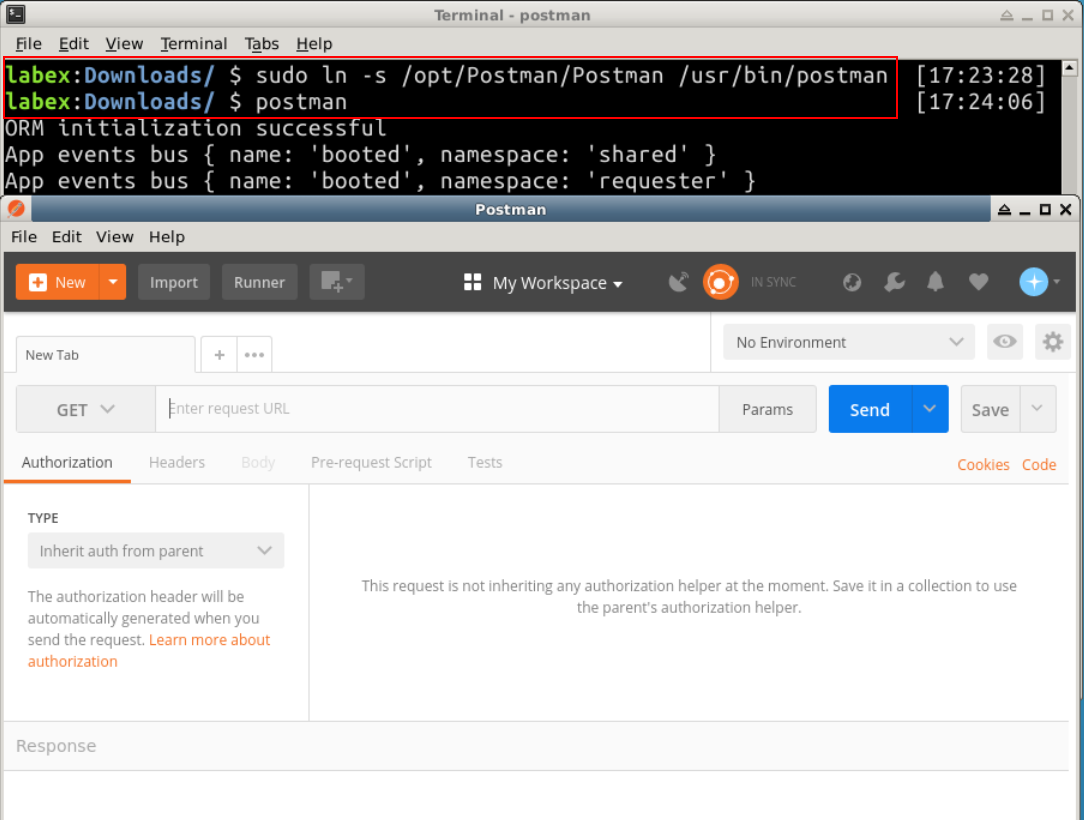 Terminal - postman
File Edit View Terminal Tabs Help
labex:Downloads/ $ sudo ln -s /opt/Postman/Postman /usr/bin/postman [17:23:28]
labex:Downloads/ $ postman [17:24:06]
ORM initialization successful
App events bus { name: 'booted', namespace: 'shared' }
App events bus { name: 'booted', namespace: 'requester' }
Postman
File Edit View Help
New Import Runner My Workspace IN SYNC
New Tab No Environment
GET Enter request URL Params Send Save
Authorization Headers Body Pre-request Script Tests Cookies Code
TYPE
Inherit auth from parent
The authorization header will be
automatically generated when you
send the request. Learn more about
authorization
This request is not inheriting any authorization helper at the moment. Save it in a collection to use
the parent's authorization helper.
Response